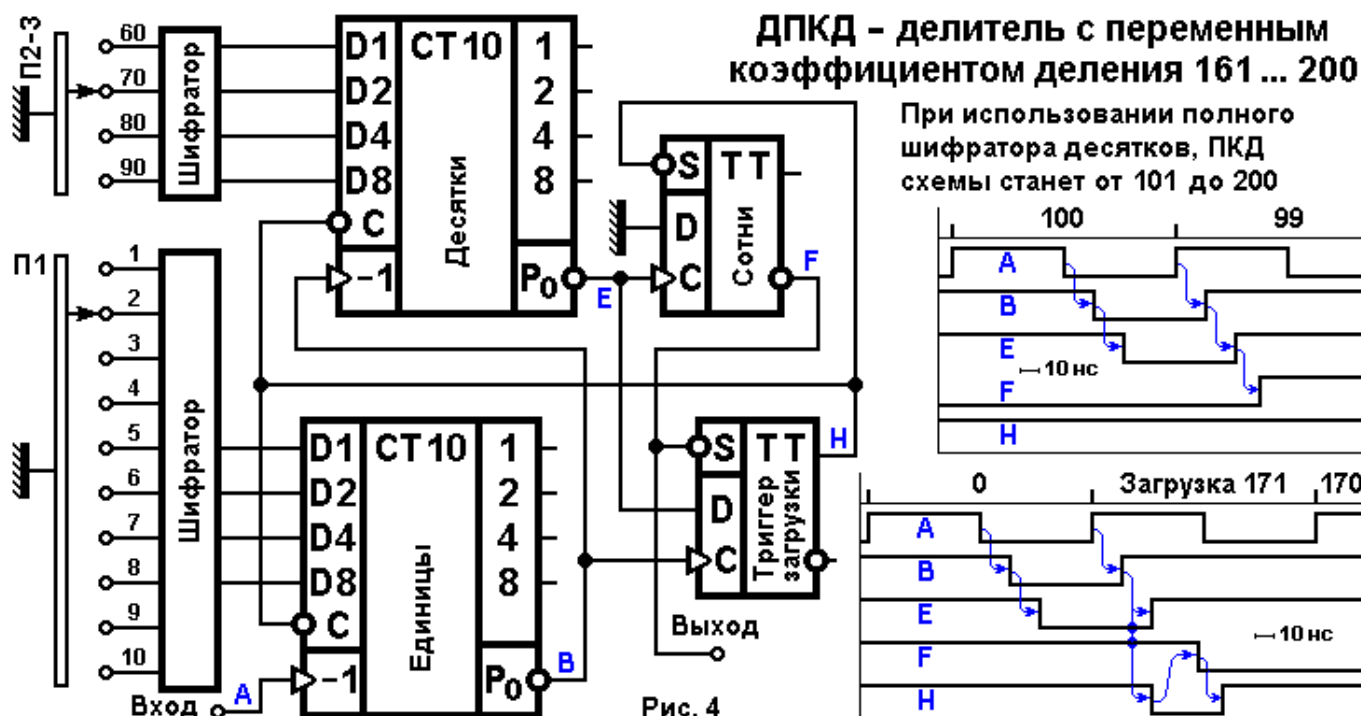 ДПКД – делитель с переменным
коэффициентом деления 161 ... 200
При использовании полного
шифратора десятков, ПКД
схемы станет от 101 до 200
П2-3
60
70
80
90
Шифратор
D1
D2
D4
D8
C
-1
СТ10
Десятки
1
2
4
8
P0
E
S
D
C
ТТ
Сотни
F
П1
1
2
3
4
5
6
7
8
9
10
Шифратор
Вход
A
D1
D2
D4
D8
C
-1
СТ10
Единицы
1
2
4
8
P0
B
S
D
C
ТТ
Триггер
загрузки
H
Выход
Рис. 4
100
99
A
B
E
10 нс
F
H
0
Загрузка 171
170
A
B
E
10 нс
F
H